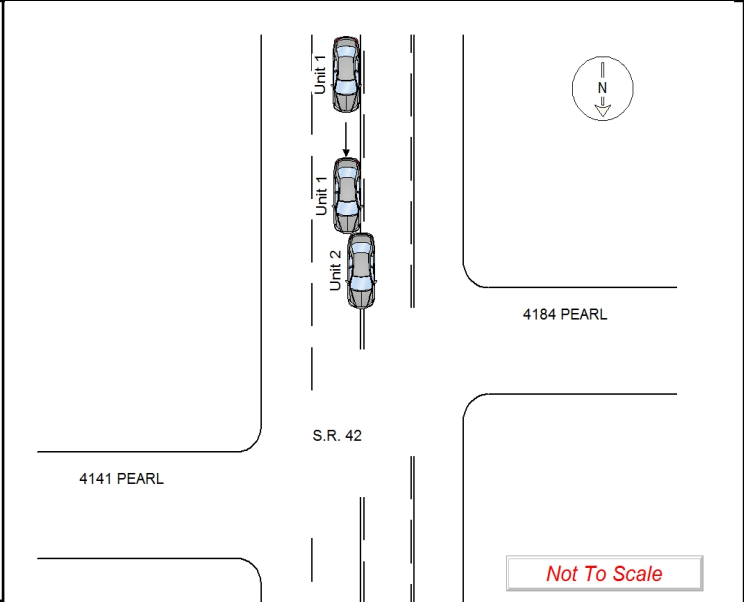 Unit 1
N
Unit 1
Unit 2
4184 PEARL
S.R. 42
4141 PEARL
Not To Scale